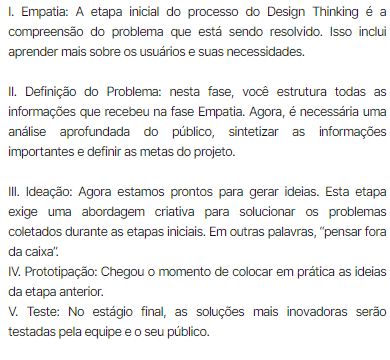 I. Empatia: A etapa inicial do processo do Design Thinking é a
compreensão do problema que está sendo resolvido. Isso inclui
aprender mais sobre os usuários e suas necessidades.
II. Definição do Problema: nesta fase, você estrutura todas as
informações que recebeu na fase Empatia. Agora, é necessária uma
análise aprofundada do público, sintetizar as informações
importantes e definir as metas do projeto.
III. Ideação: Agora estamos prontos para gerar ideias. Esta etapa
exige uma abordagem criativa para solucionar os problemas
coletados durante as etapas iniciais. Em outras palavras, “pensar fora
da caixa”.
IV. Prototipação: Chegou o momento de colocar em prática as ideias
da etapa anterior.
V. Teste: No estágio final, as soluções mais inovadoras serão
testadas pela equipe e o seu público.